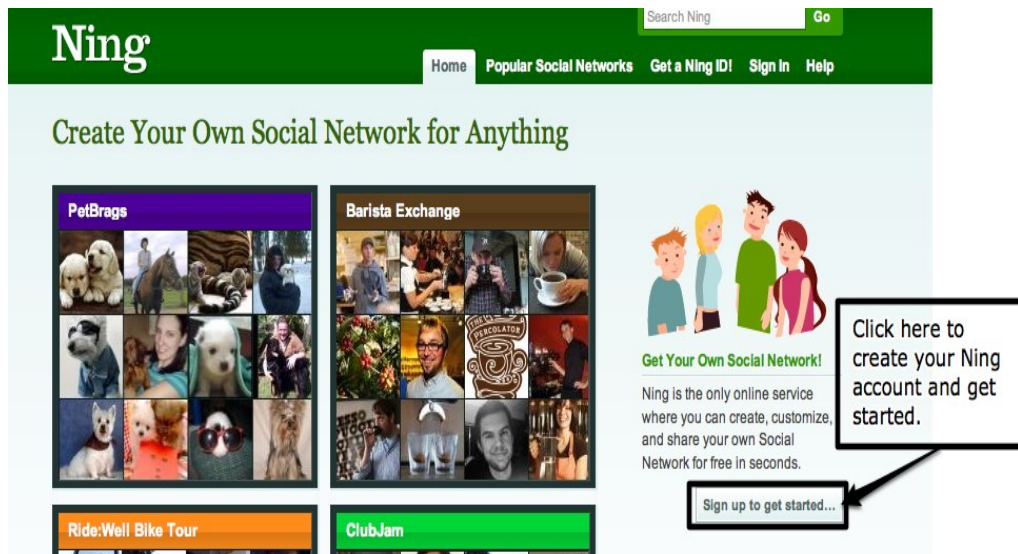 Search Ning
Go
Ning
Home
Popular Social Networks
Get a Ning ID!
Sign In
Help
Create Your Own Social Network for Anything
PetBrags
Barista Exchange
THE
PERCOLATOR
Get Your Own Social Network!
Ning is the only online service
where you can create, customize,
and share your own Social
Network for free in seconds.
Sign up to get started...
Click here to
create your Ning
account and get
started.
Ride:Well Bike Tour
ClubJam